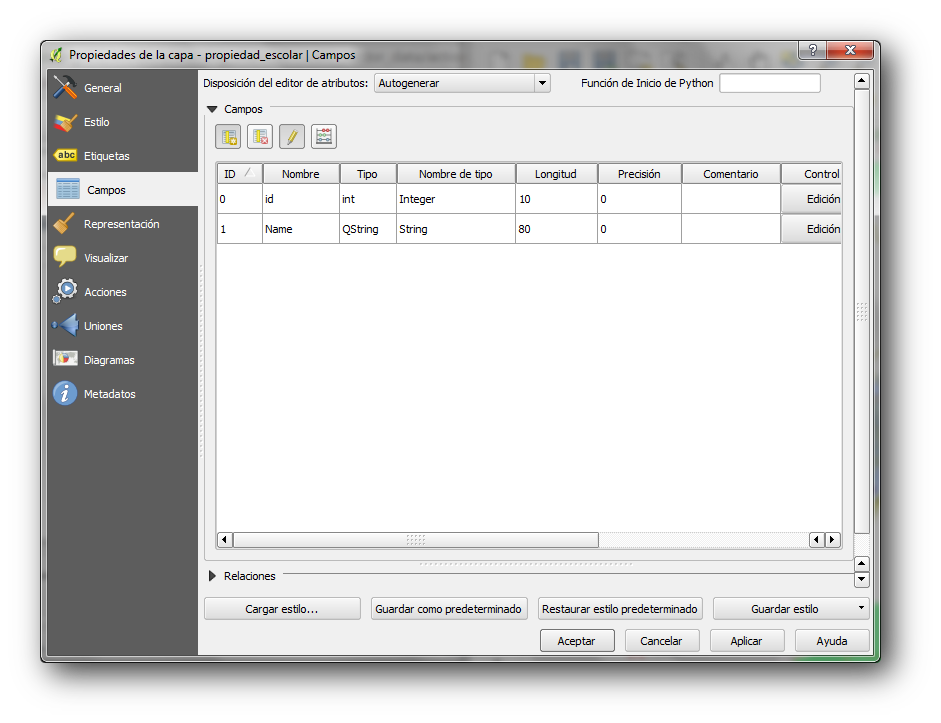 Propiedades de la capa - propiedad_escolar | Campos
General
Estilo
abc Etiquetas
Campos
Representación
Visualizar
Acciones
Uniones
Diagramas
Metadatos
Disposición del editor de atributos: Autogenerar Función de Inicio de Python
Campos
ID Nombre Tipo Nombre de tipo Longitud Precisión Comentario Control
0 id int Integer 10 0 Edición
1 Name QString String 80 0 Edición
Relaciones
Cargar estilo... Guardar como predeterminado Restaurar estilo predeterminado Guardar estilo
Aceptar Cancelar Aplicar Ayuda